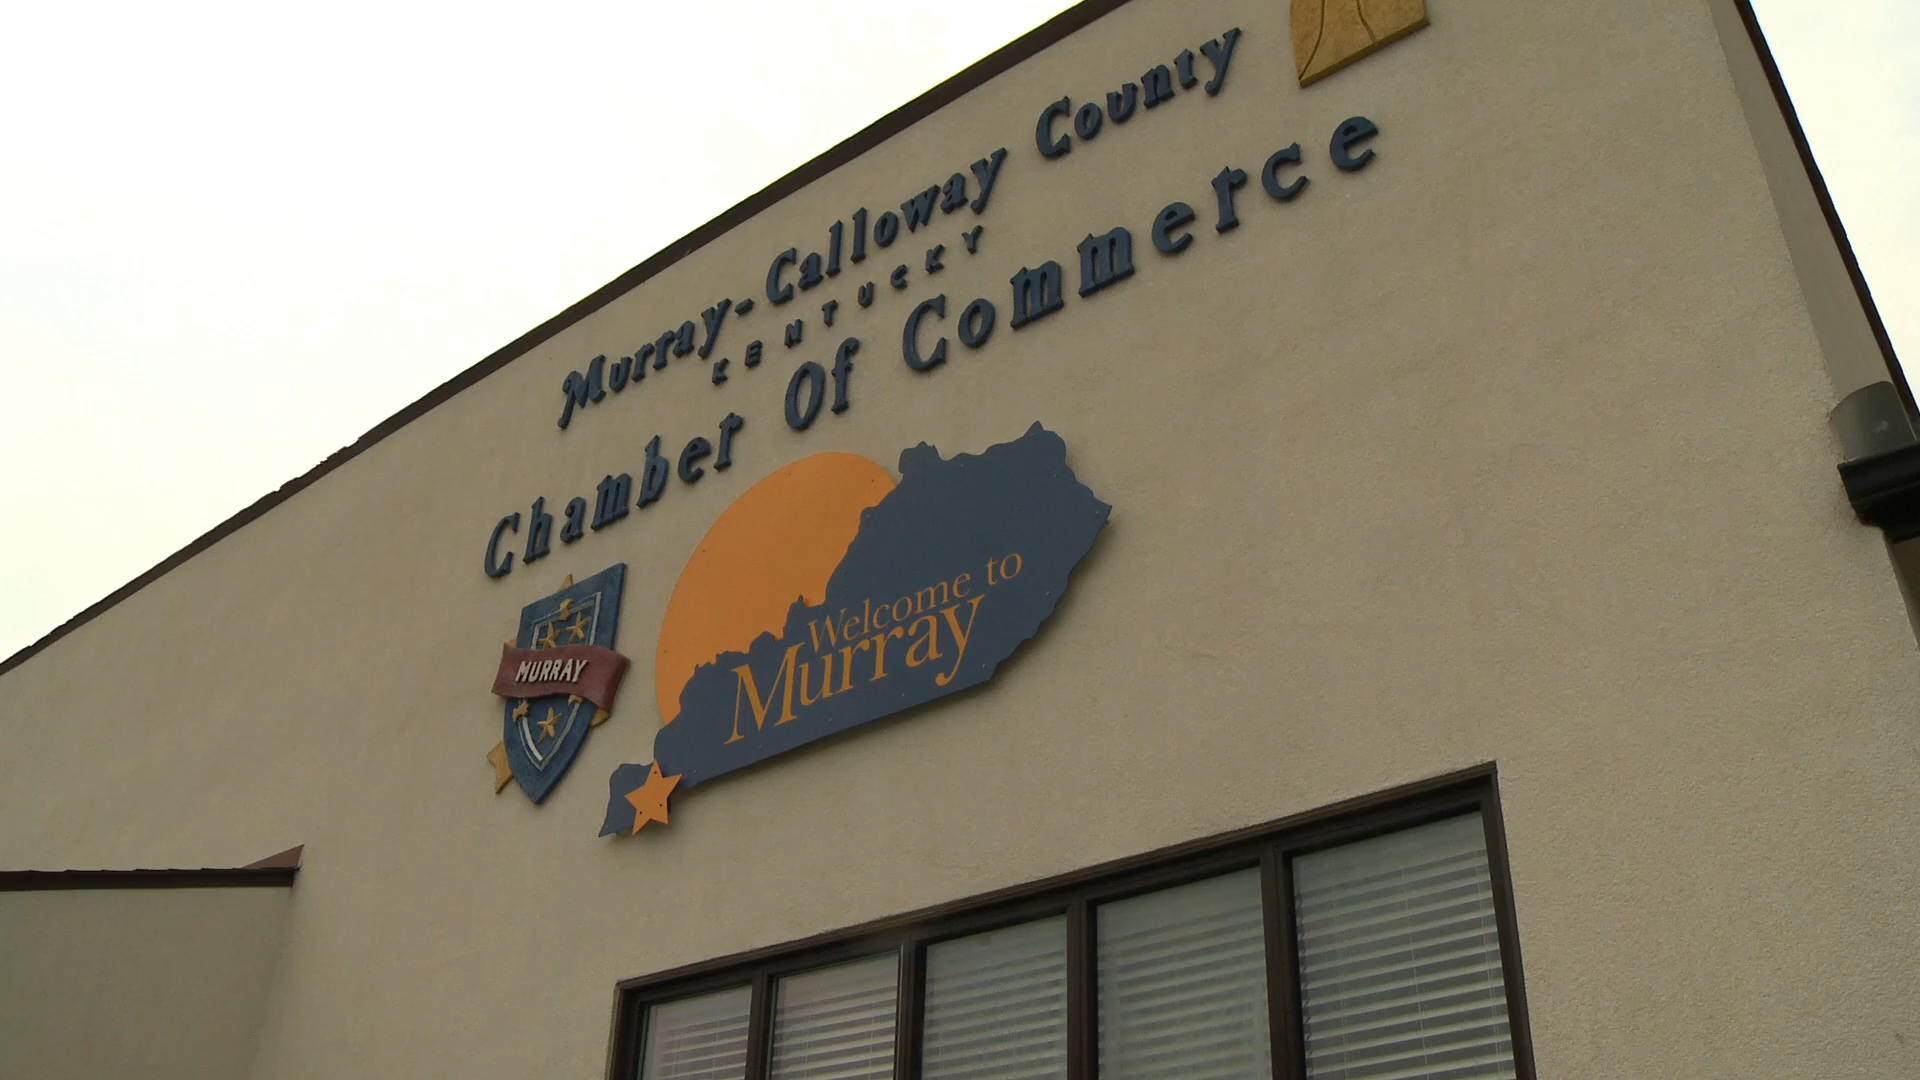 Murray-Calloway County
KENTUCKY
Chamber Of Commerce
MURRAY
Welcome to
Murray